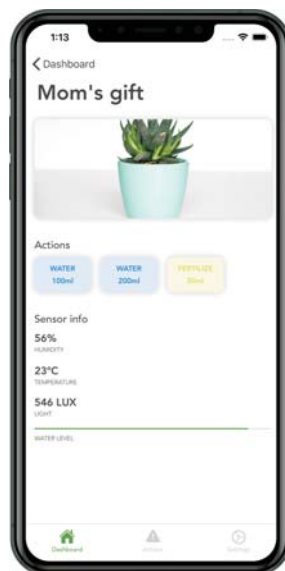 1:13
Dashboard
Mom's gift
Actions
WATER
100ml
WATER
200ml
FERTILIZE
Sensor info
56%
HUMIDITY
23°C
TEMPERATURE
546 LUX
LIGHT
WATER LEVEL
Dashboard
Actions
Settings